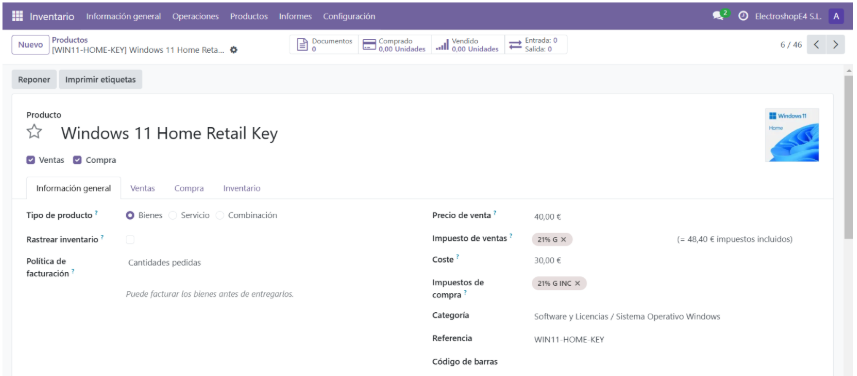 Inventario Información general Operaciones Productos Informes Configuración 2 ElectroshopE4 S.L. A
Nuevo Productos Documentos Comprado Vendido Entrada: 0 6 / 46
[WIN11-HOME-KEY] Windows 11 Home Reta... 0 0,00 Unidades 0,00 Unidades Salida: 0
Reponer Imprimir etiquetas
Producto
Windows 11 Home Retail Key
Windows 11
Home
Ventas Compra
Información general Ventas Compra Inventario
Tipo de producto ? Bienes Servicio Combinación Precio de venta ? 40,00 €
Rastrear inventario ? Impuesto de ventas ? 21% G × (= 48,40 € impuestos incluidos)
Política de facturación ? Cantidades pedidas Coste ? 30,00 €
Puede facturar los bienes antes de entregarlos. Impuestos de compra ? 21% G INC ×
Categoría Software y Licencias / Sistema Operativo Windows
Referencia WIN11-HOME-KEY
Código de barras